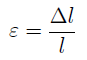 ε = Δl / l